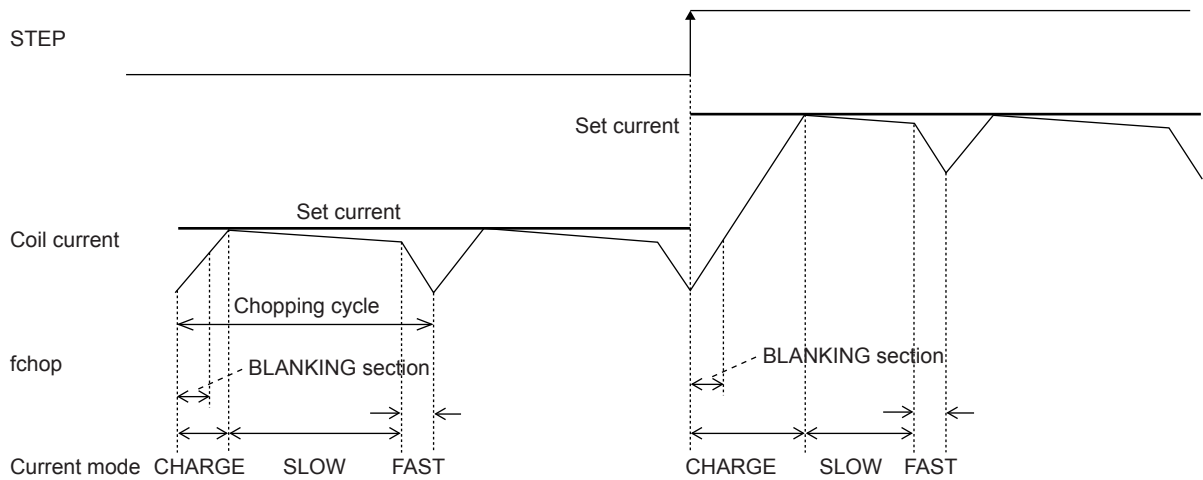 STEP
Set current
Set current
Coil current
Chopping cycle
fchop
BLANKING section
BLANKING section
Current mode CHARGE SLOW FAST CHARGE SLOW FAST